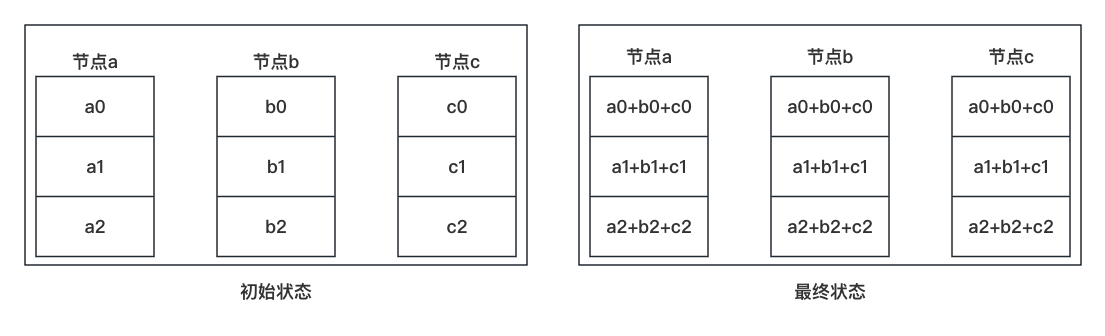 节点a 节点b 节点c
a0 b0 c0
a1 b1 c1
a2 b2 c2
初始状态
节点a 节点b 节点c
a0+b0+c0 a0+b0+c0 a0+b0+c0
a1+b1+c1 a1+b1+c1 a1+b1+c1
a2+b2+c2 a2+b2+c2 a2+b2+c2
最终状态